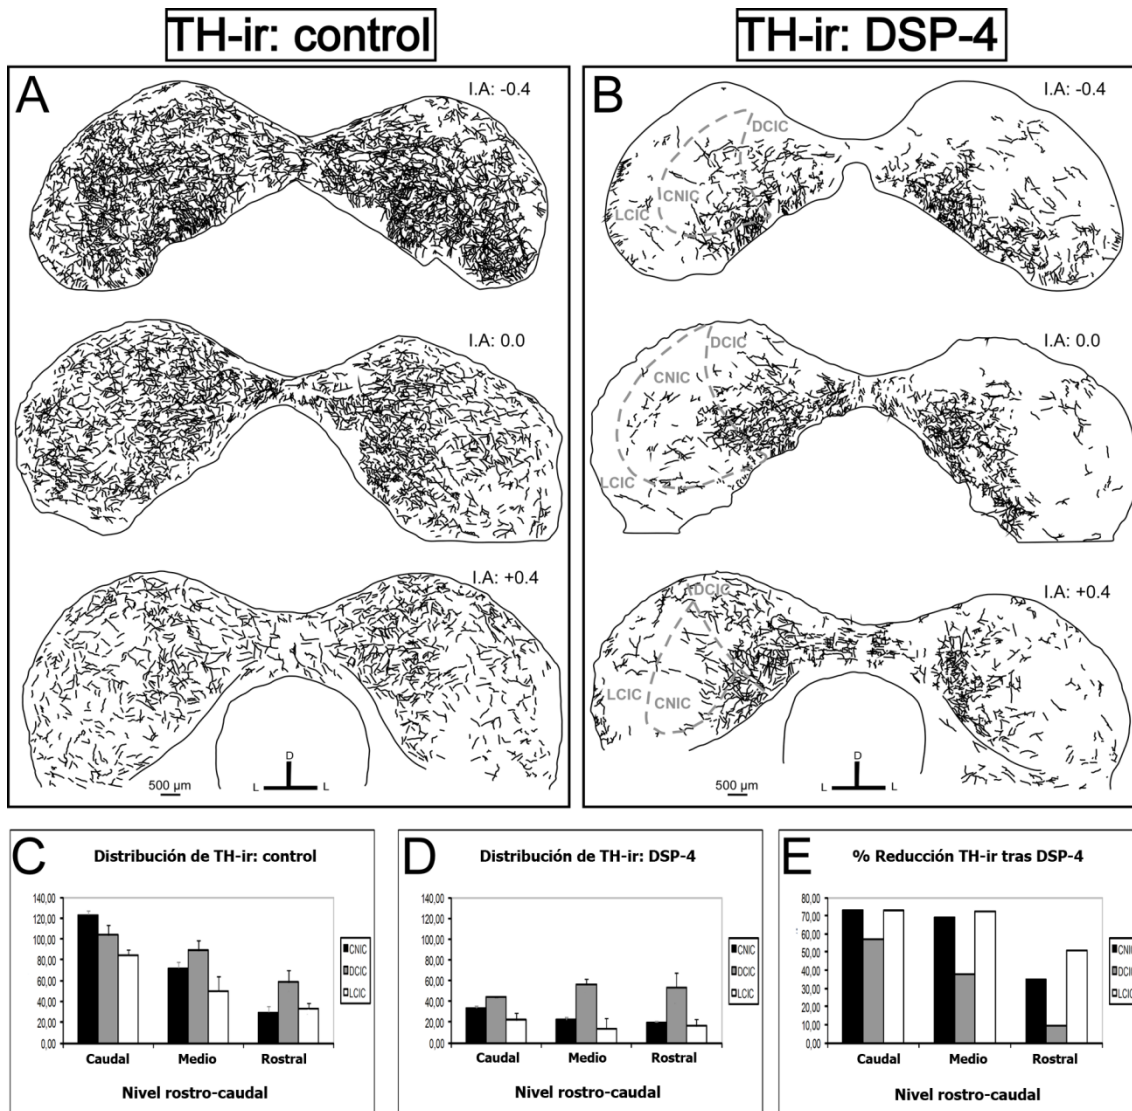 TH-ir: control
TH-ir: DSP-4
A
I.A: -0.4
I.A: 0.0
I.A: +0.4
500 µm
D
L L
B
I.A: -0.4
DCIC
CNIC
LCIC
I.A: 0.0
DCIC
CNIC
LCIC
I.A: +0.4
DCIC
LCIC
CNIC
500 µm
D
L L
C
Distribución de TH-ir: control
140,00
120,00
100,00
80,00
60,00
40,00
20,00
0,00
Caudal Medio Rostral
Nivel rostro-caudal
CNIC
DCIC
LCIC
D
Distribución de TH-ir: DSP-4
140,00
120,00
100,00
80,00
60,00
40,00
20,00
0,00
Caudal Medio Rostral
Nivel rostro-caudal
CNIC
DCIC
LCIC
E
% Reducción TH-ir tras DSP-4
80,00
70,00
60,00
50,00
40,00
30,00
20,00
10,00
0,00
Caudal Medio Rostral
Nivel rostro-caudal
CNIC
DCIC
LCIC